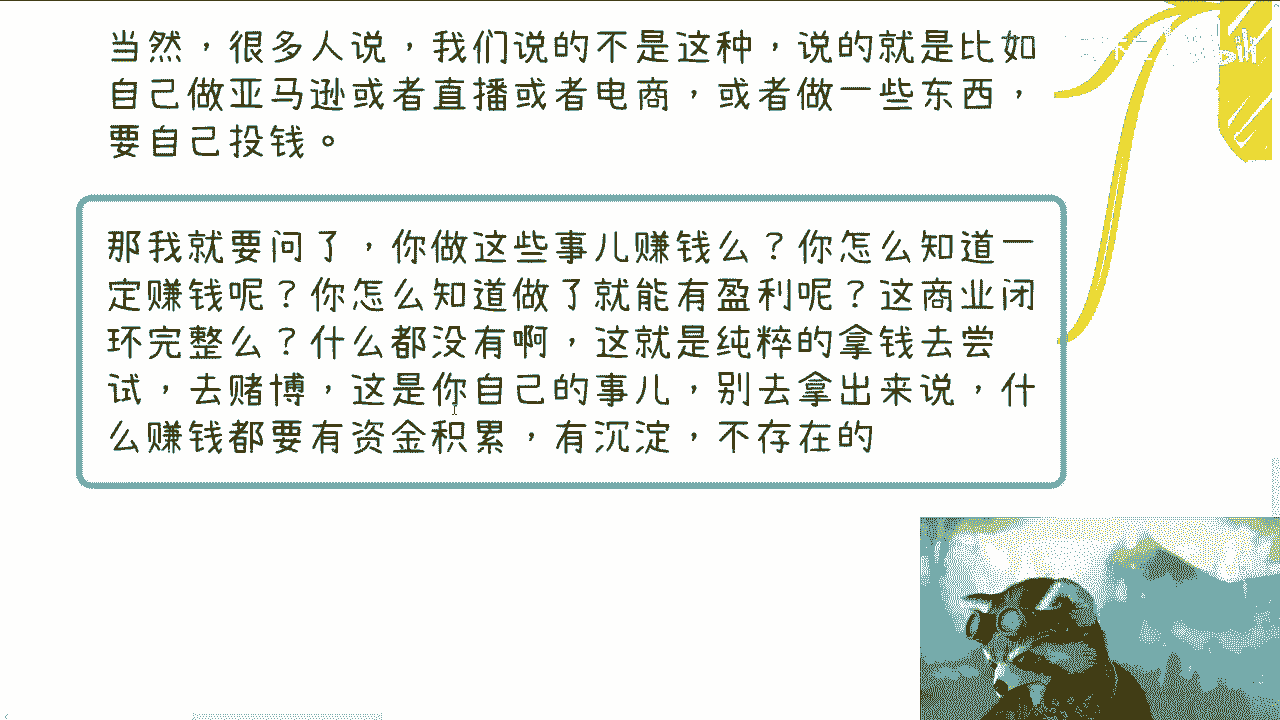 当然，很多人说，我们说的不是这种，说的就是比如
自己做亚马逊或者直播或者电商，或者做一些东西，
要自己投钱。
那我就要问了，你做这些事儿赚钱么？你怎么知道一
定赚钱呢？你怎么知道做了就能有盈利呢？这商业闭
环完整么？什么都没有啊，这就是纯粹的拿钱去尝
试，去赌博，这是你自己的事儿，别去拿出来说，什
么赚钱都要有资金积累，有沉淀，不存在的